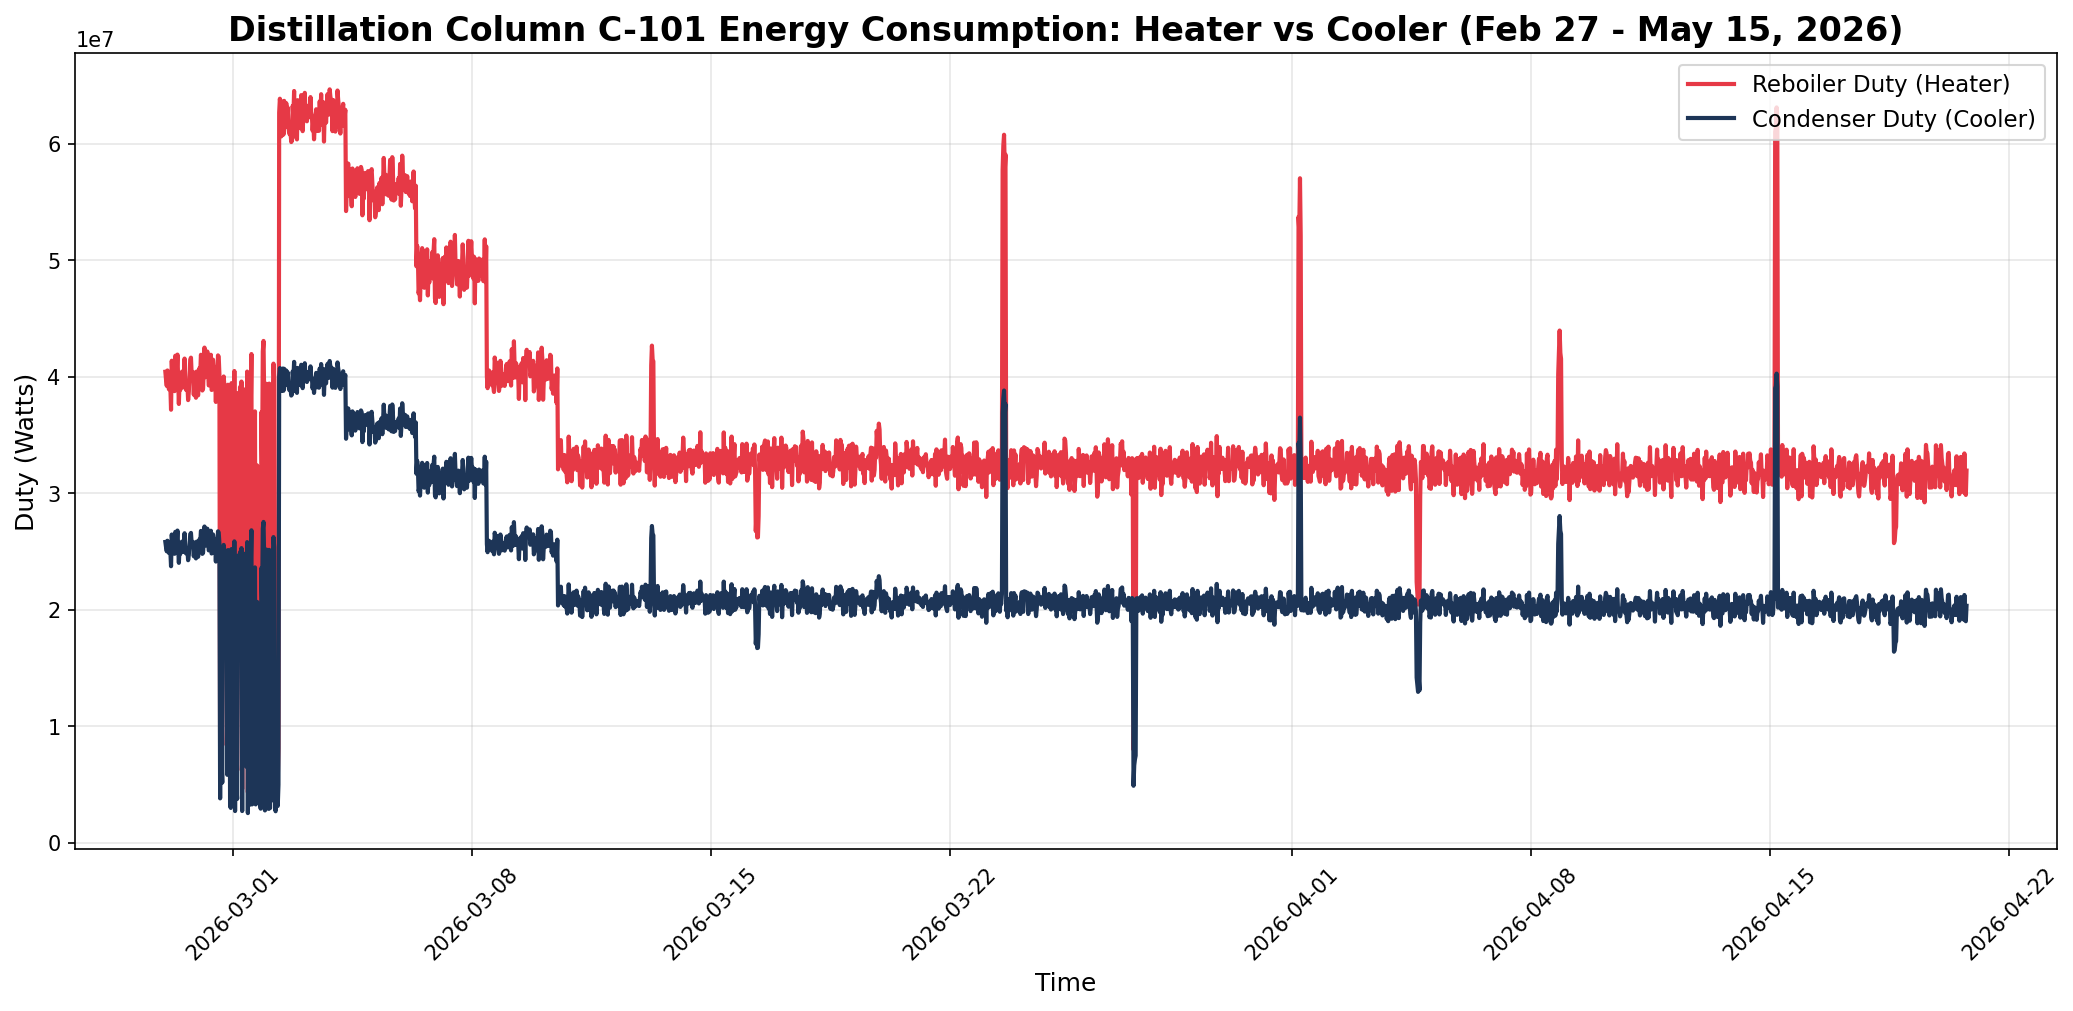 Distillation Column C-101 Energy Consumption: Heater vs Cooler (Feb 27 - May 15, 2026)
1e7
Reboiler Duty (Heater)
Condenser Duty (Cooler)
6
5
4
3
2
1
0
Duty (Watts)
2026-03-01
2026-03-08
2026-03-15
2026-03-22
2026-04-01
2026-04-08
2026-04-15
2026-04-22
Time